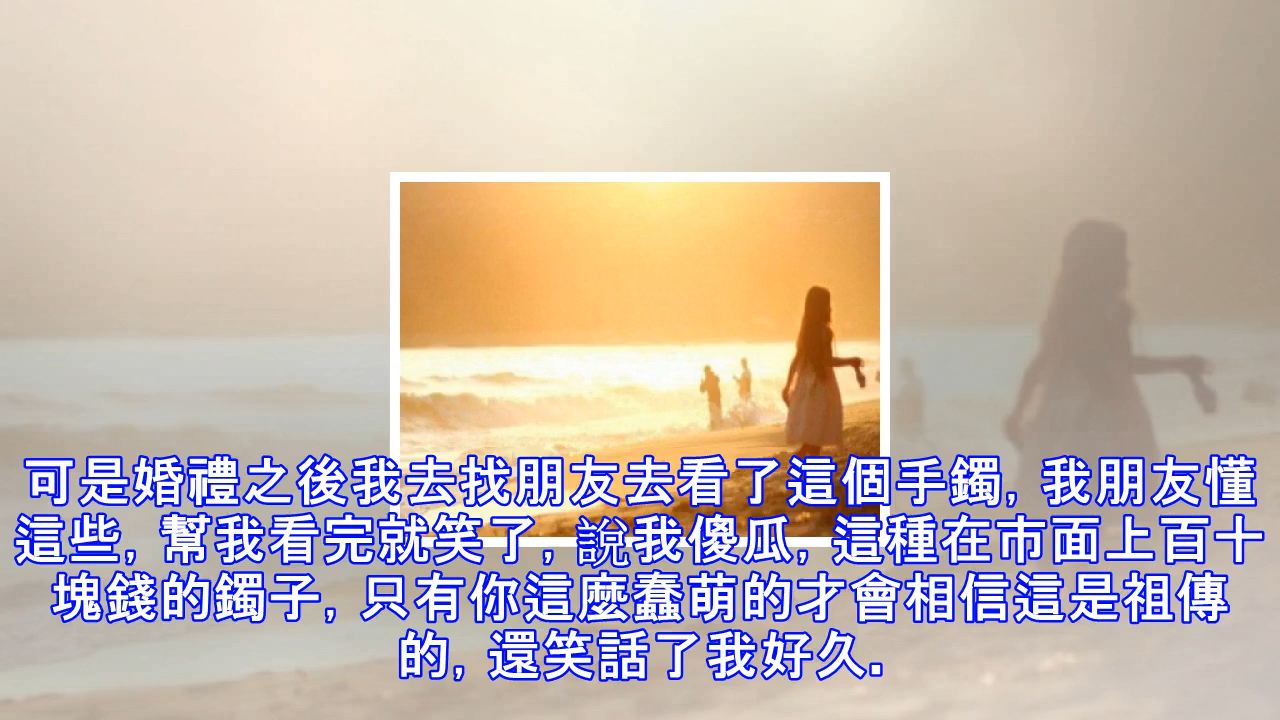 可是婚禮之後我去找朋友去看了這個手鐲, 我朋友懂
這些, 幫我看完就笑了, 說我傻瓜, 這種在市面上百十
塊錢的鐲子, 只有你這麼蠢萌的才會相信這是祖傳
的, 還笑話了我好久.